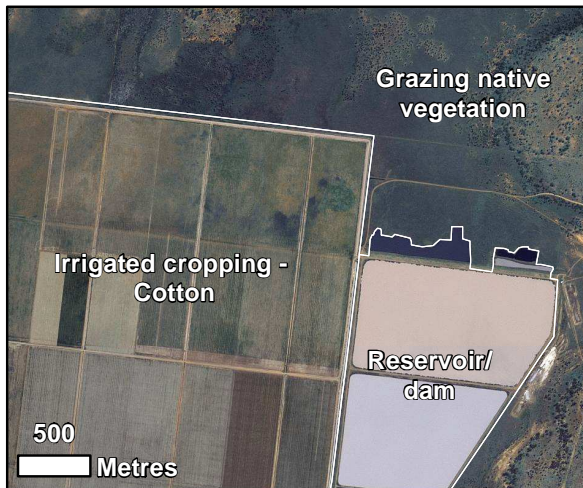 Grazing native
vegetation
Irrigated cropping -
Cotton
Reservoir/
dam
500
Metres